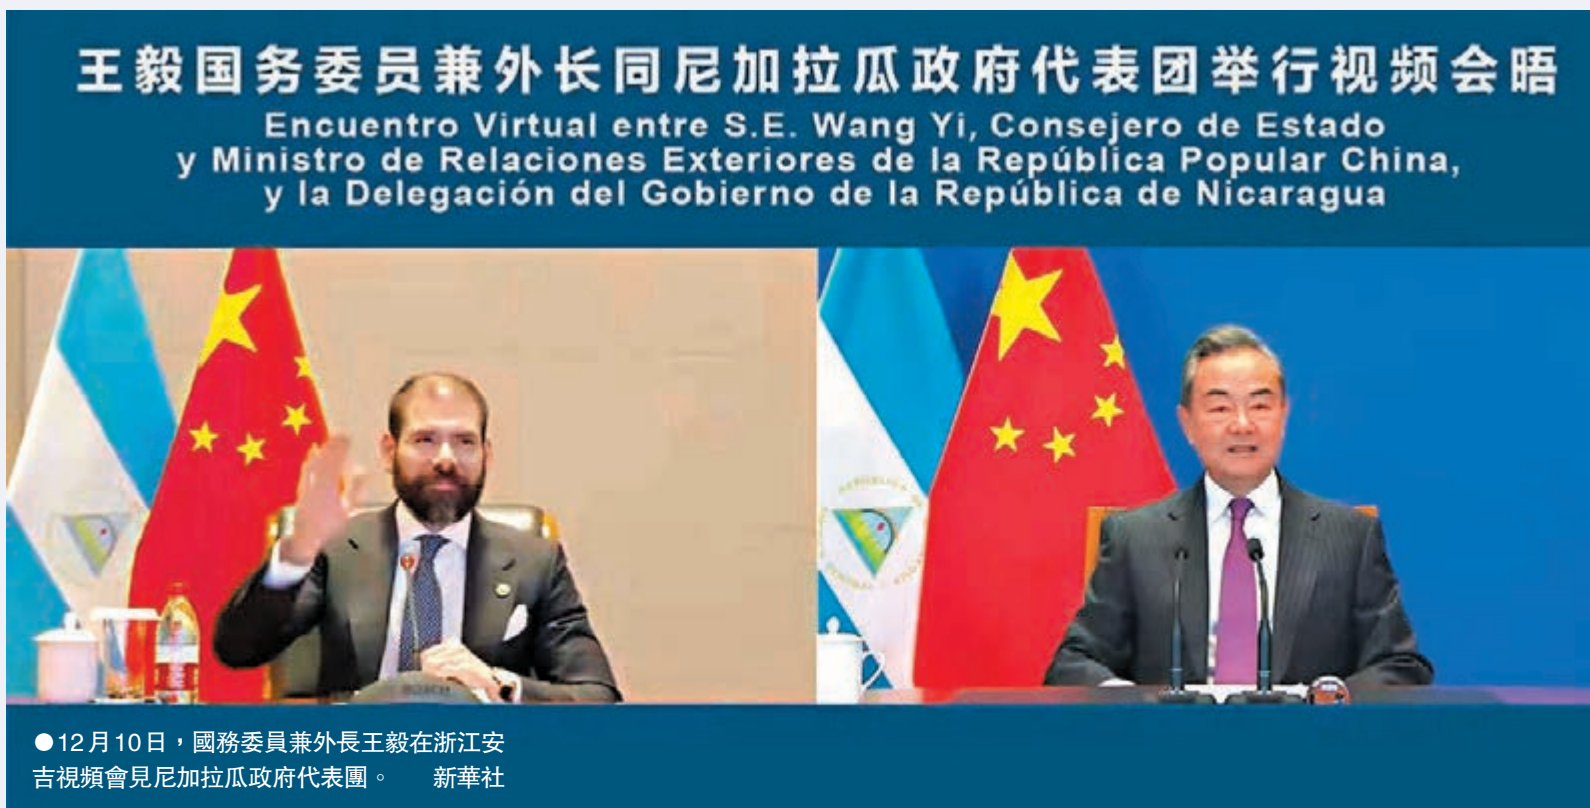 王毅国务委员兼外长同尼加拉瓜政府代表团举行视频会晤
Encuentro Virtual entre S.E. Wang Yi, Consejero de Estado
y Ministro de Relaciones Exteriores de la República Popular China,
y la Delegación del Gobierno de la República de Nicaragua
●12月10日,國務委員兼外長王毅在浙江安
吉視頻會見尼加拉瓜政府代表團。 新華社